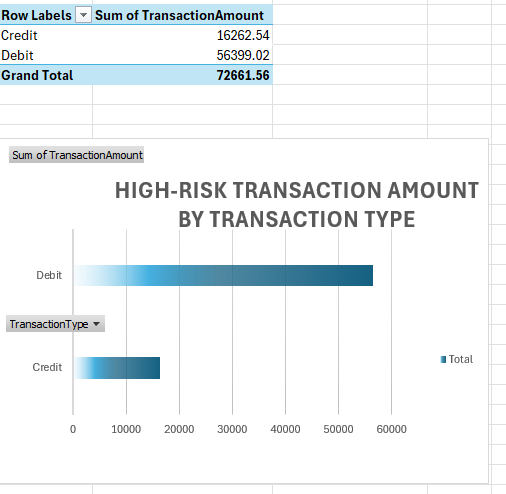 Row Labels Sum of TransactionAmount
Credit 16262.54
Debit 56399.02
Grand Total 72661.56
Sum of TransactionAmount
HIGH-RISK TRANSACTION AMOUNT
BY TRANSACTION TYPE
Debit
TransactionType
Credit
Total
0 10000 20000 30000 40000 50000 60000